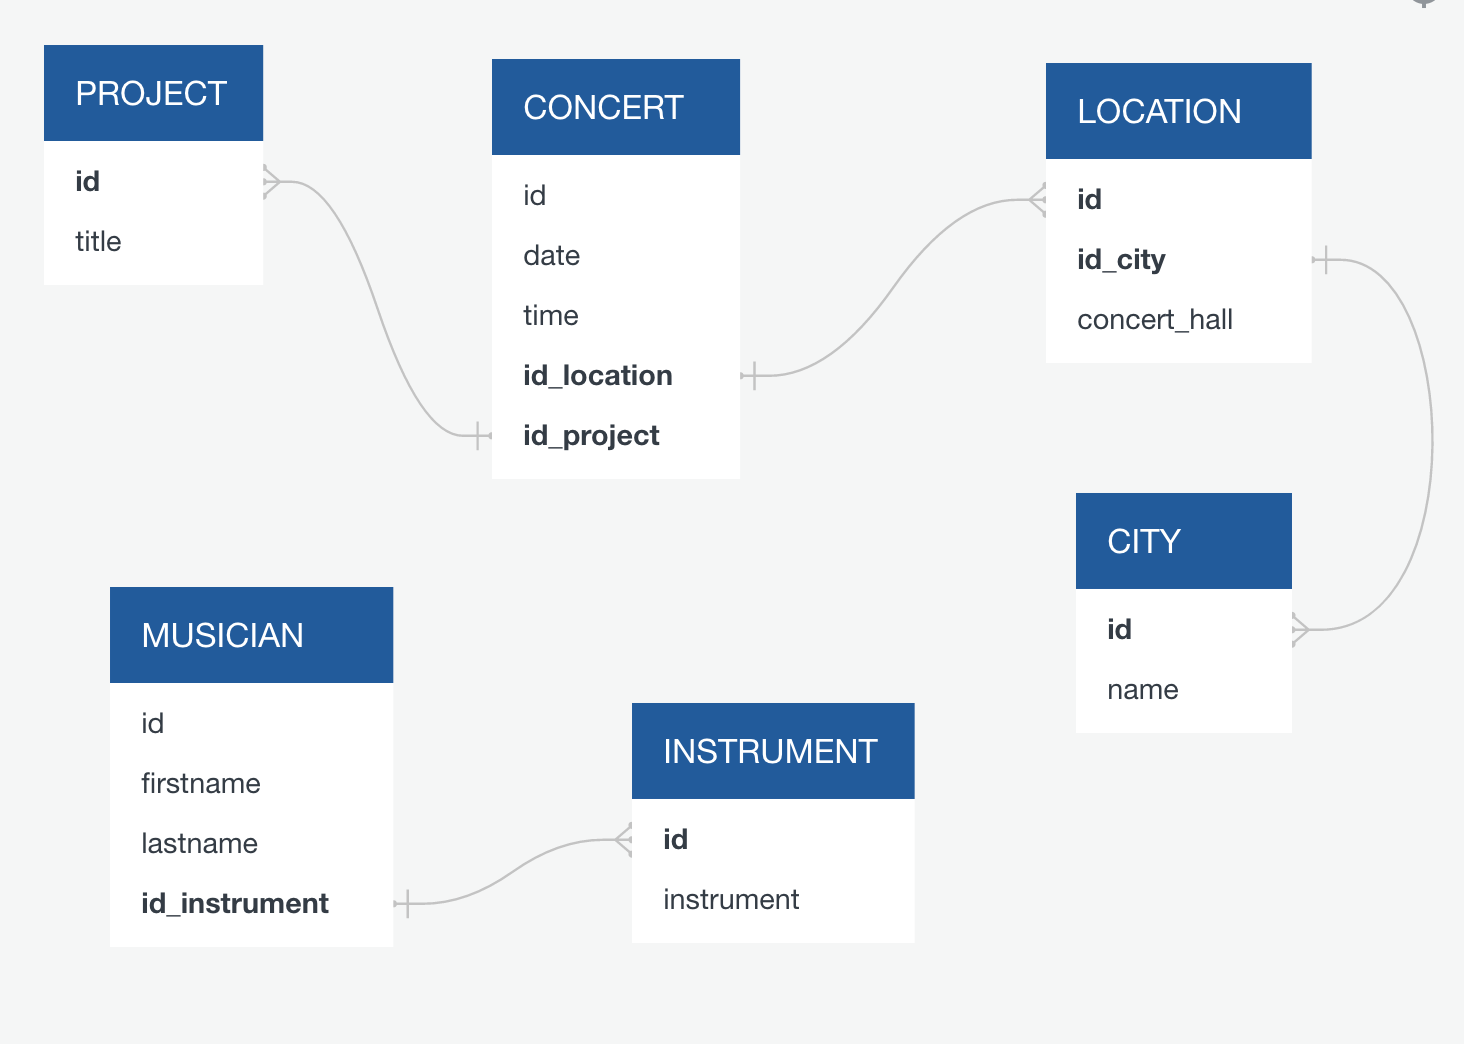 PROJECT
id
title
CONCERT
id
date
time
id_location
id_project
LOCATION
id
id_city
concert_hall
CITY
id
name
MUSICIAN
id
firstname
lastname
id_instrument
INSTRUMENT
id
instrument